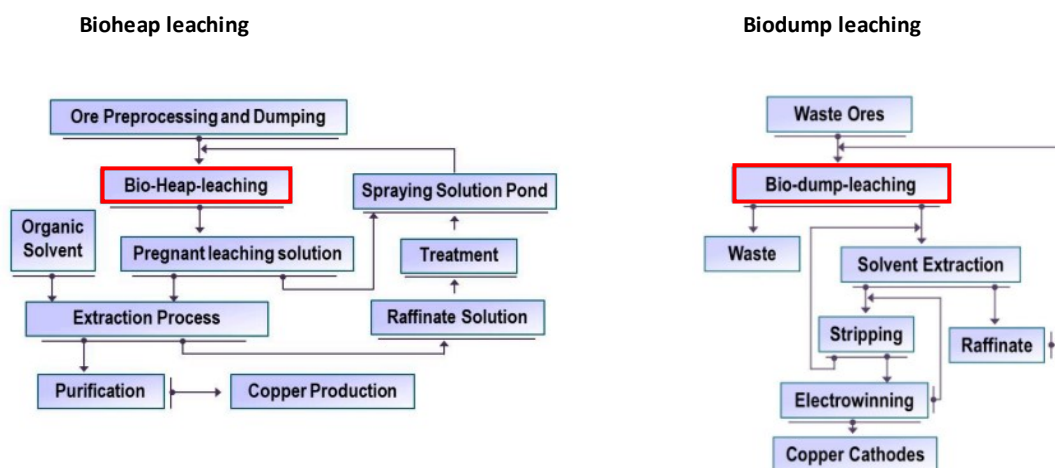 Bioheap leaching
Ore Preprocessing and Dumping
Bio-Heap-leaching
Spraying Solution Pond
Organic
Solvent
Pregnant leaching solution
Treatment
Extraction Process
Raffinate Solution
Purification
Copper Production
Biodump leaching
Waste Ores
Bio-dump-leaching
Waste
Solvent Extraction
Stripping
Raffinate
Electrowinning
Copper Cathodes